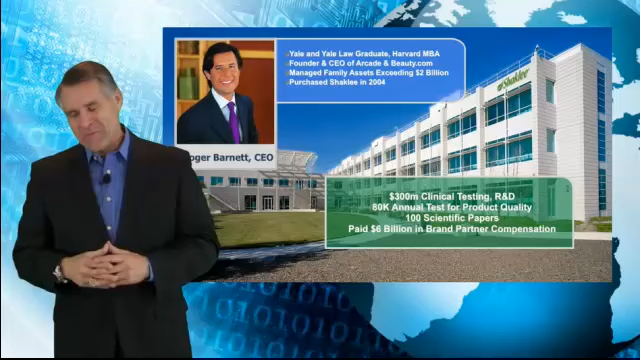 Yale and Yale Law Graduate, Harvard MBA
Founder & CEO of Arcade & Beauty.com
Managed Family Assets Exceeding $2 Billion
Purchased Shaklee in 2004
Shaklee
oger Barnett, CEO
$300m Clinical Testing, R&D
80K Annual Test for Product Quality
100 Scientific Papers
Paid $6 Billion in Brand Partner Compensation